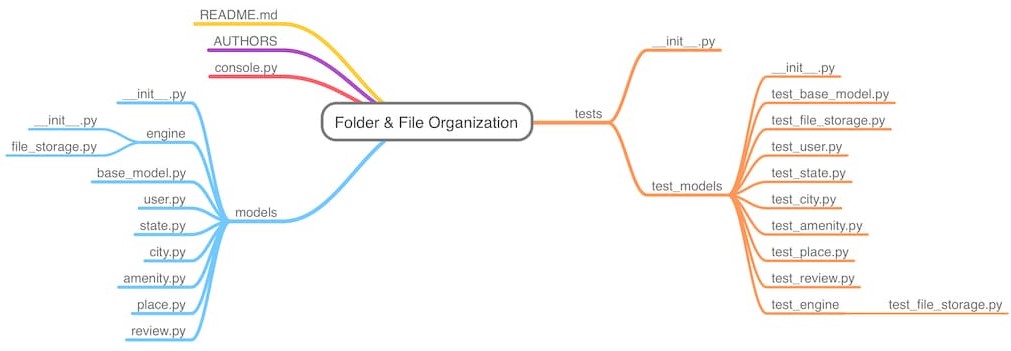 README.md
AUTHORS
console.py
Folder & File Organization
models
__init__.py
engine
__init__.py
file_storage.py
base_model.py
user.py
state.py
city.py
amenity.py
place.py
review.py
tests
__init__.py
test_models
__init__.py
test_base_model.py
test_file_storage.py
test_user.py
test_state.py
test_city.py
test_amenity.py
test_place.py
test_review.py
test_engine
test_file_storage.py